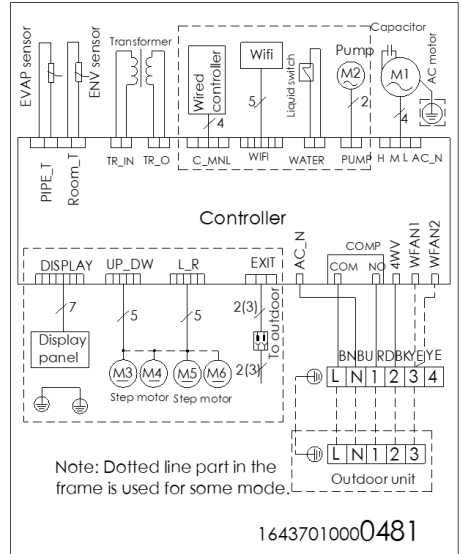 EVAP sensor
ENV sensor
Transformer
Wired controller
Wifi
Liquid switch
Pump
M2
Capacitor
M1
AC motor
4
5
2
4
TR_IN TR_O C_MNL WIFI WATER PUMP H M L AC_N
PIPE_T
Room_T
Controller
DISPLAY UP_DW L_R EXIT
AC_N
COMP
COM NO
4WV
WFAN1
WFAN2
7
5
5
2(3)
To outdoor
2(3)
Display panel
M3 M4 M5 M6
Step motor Step motor
BN BU RD BK YE YE
L N 1 2 3 4
L N 1 2 3
Outdoor unit
Note: Dotted line part in the
frame is used for some mode.
16437010000481